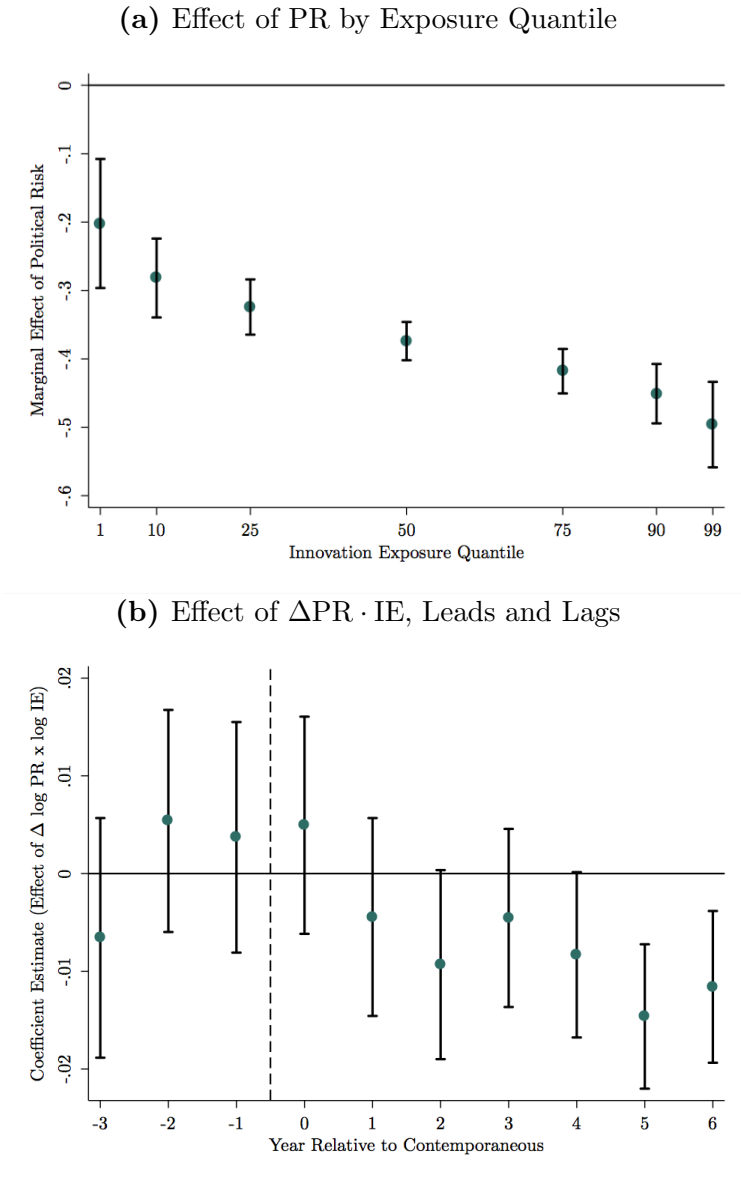 (a) Effect of PR by Exposure Quantile
Marginal Effect of Political Risk
0
-.1
-.2
-.3
-.4
-.5
-.6
1 10 25 50 75 90 99
Innovation Exposure Quantile
(b) Effect of ΔPR · IE, Leads and Lags
Coefficient Estimate (Effect of Δ log PR x log IE)
.02
.01
0
-.01
-.02
-3 -2 -1 0 1 2 3 4 5 6
Year Relative to Contemporaneous